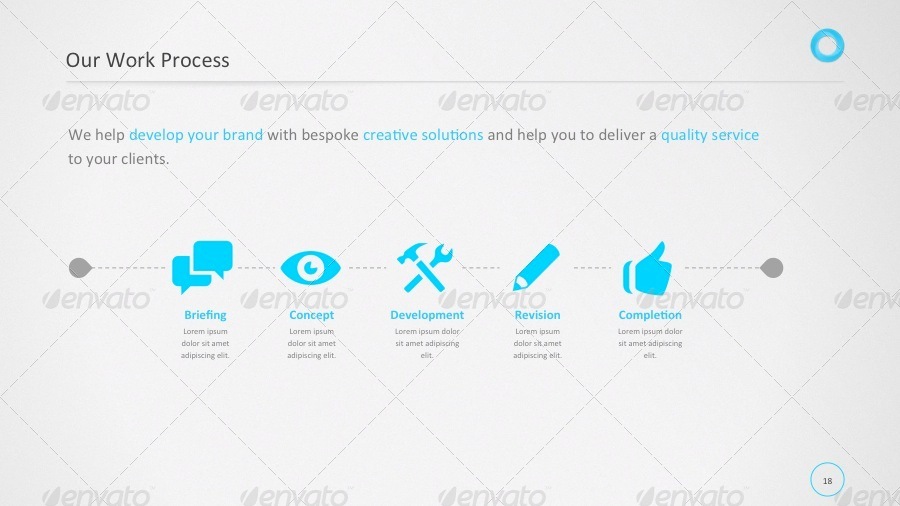 Our Work Process
envato envato envato envato envato
We help develop your brand with bespoke creative solutions and help you to deliver a quality service
to your clients.
envato envato envato envato envato
Briefing Concept Development Revision Completion
Lorem ipsum Lorem ipsum Lorem ipsum dolor Lorem ipsum Lorem ipsum dolor
dolor sit amet dolor sit amet sit amet adipiscing dolor sit amet sit amet adipiscing
adipiscing elit. adipiscing elit. elit. adipiscing elit. elit.
18
envato envato envato envato envato